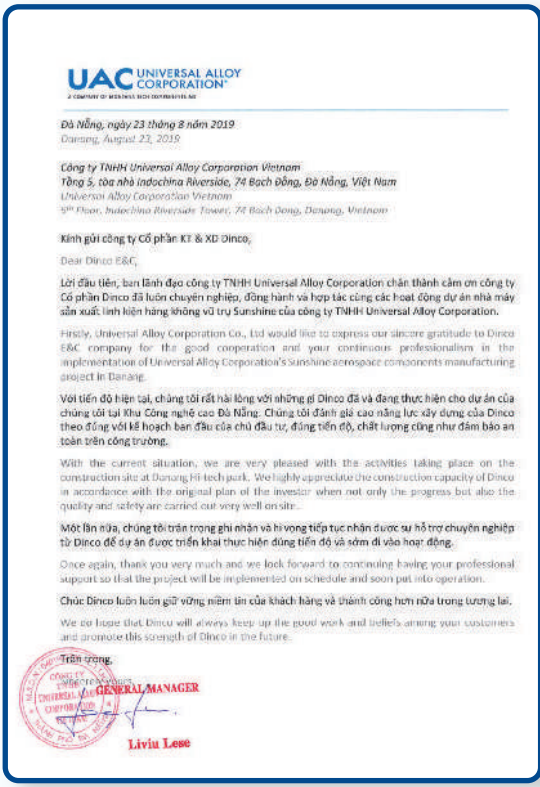 UAC UNIVERSAL ALLOY
CORPORATION
A COMPANY OF MONTANA TECH COMPONENTS AG
Đà Nẵng, ngày 23 tháng 8 năm 2019
Danang, August 23, 2019
Công ty TNHH Universal Alloy Corporation Vietnam
Tầng 5, tòa nhà Indochina Riverside, 74 Bạch Đằng, Đà Nẵng, Việt Nam
Universal Alloy Corporation Vietnam
5th Floor, Indochina Riverside Tower, 74 Bach Dang, Danang, Vietnam
Kính gửi công ty Cổ phần KT & XD Dinco,
Dear Dinco E&C,
Lời đầu tiên, ban lãnh đạo công ty TNHH Universal Alloy Corporation chân thành cảm ơn công ty
Cổ phần Dinco đã luôn chuyên nghiệp, đồng hành và hợp tác cùng các hoạt động dự án nhà máy
sản xuất linh kiện hàng không vũ trụ Sunshine của công ty TNHH Universal Alloy Corporation.
Firstly, Universal Alloy Corporation Co., Ltd would like to express our sincere gratitude to Dinco
E&C company for the good cooperation and your continuous professionalism in the
implementation of Universal Alloy Corporation's Sunshine aerospace components manufacturing
project in Danang.
Với tiến độ hiện tại, chúng tôi rất hài lòng với những gì Dinco đã và đang thực hiện cho dự án của
chúng tôi tại Khu Công nghệ cao Đà Nẵng. Chúng tôi đánh giá cao năng lực xây dựng của Dinco
theo đúng với kế hoạch ban đầu của chủ đầu tư, đúng tiến độ, chất lượng cũng như đảm bảo an
toàn trên công trường.
With the current situation, we are very pleased with the activities taking place on the
construction site at Danang Hi-tech park. We highly appreciate the construction capacity of Dinco
in accordance with the original plan of the investor when not only the progress but also the
quality and safety are carried out very well on site.
Một lần nữa, chúng tôi trân trọng ghi nhận và hi vọng tiếp tục nhận được sự hỗ trợ chuyên nghiệp
từ Dinco để dự án được triển khai thực hiện đúng tiến độ và sớm đi vào hoạt động.
Once again, thank you very much and we look forward to continuing having your professional
support so that the project will be implemented on schedule and soon put into operation.
Chúc Dinco luôn luôn giữ vững niềm tin của khách hàng và thành công hơn nữa trong tương lai.
We do hope that Dinco will always keep up the good work and beliefs among your customers
and promote this strength of Dinco in the future.
Trân trọng,
Sincerely yours,
GENERAL MANAGER
CÔNG TY
TNHH
UNIVERSAL ALLOY
CORPORATION
Liviu Lese